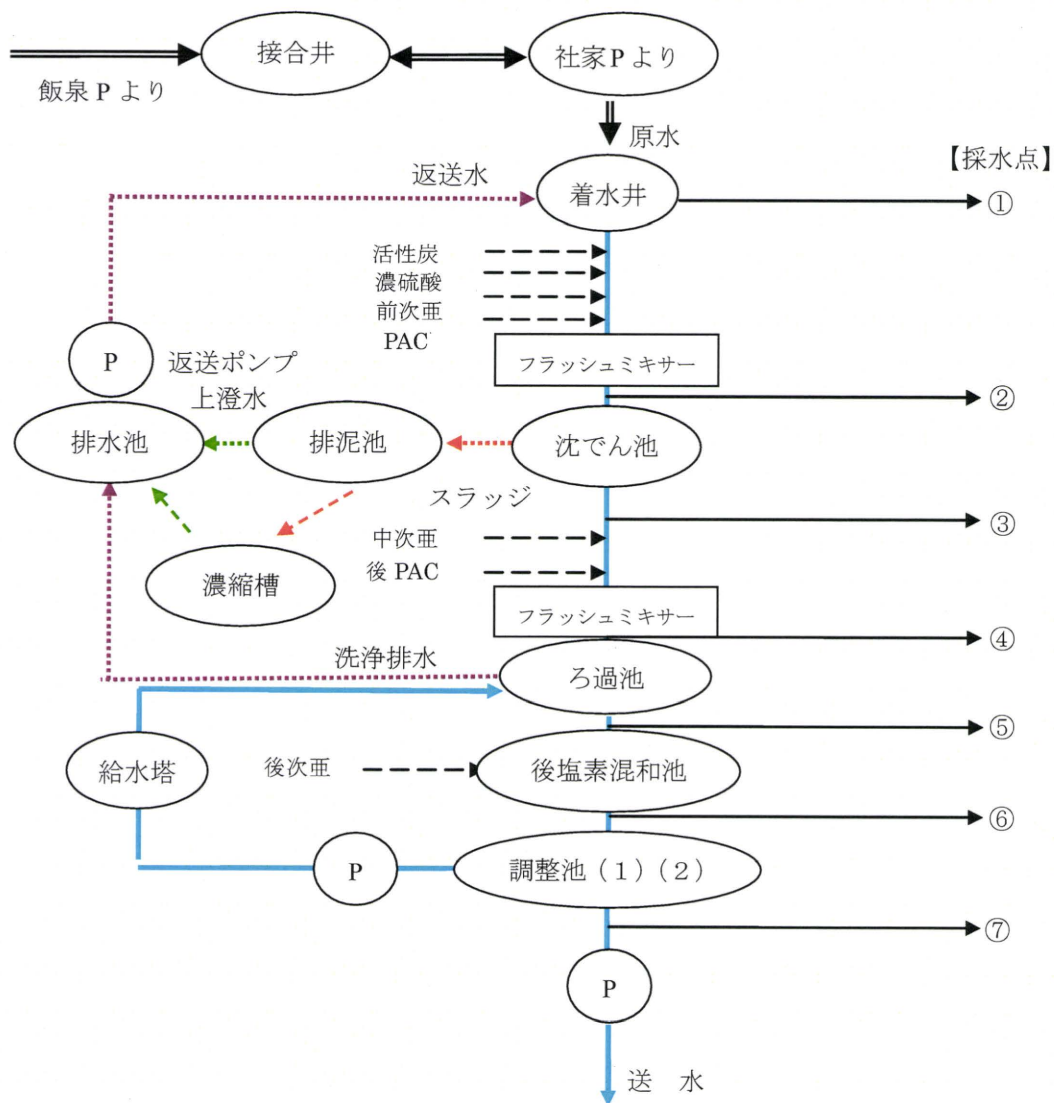 接合井
社家Pより
飯泉Pより
原水
【採水点】
返送水
着水井
①
活性炭
濃硫酸
前次亜
PAC
P
返送ポンプ
フラッシュミキサー
上澄水
②
排水池
排泥池
沈でん池
スラッジ
③
中次亜
後PAC
濃縮槽
フラッシュミキサー
④
洗浄排水
ろ過池
⑤
給水塔
後次亜
後塩素混和池
⑥
P
調整池(1)(2)
⑦
P
送 水